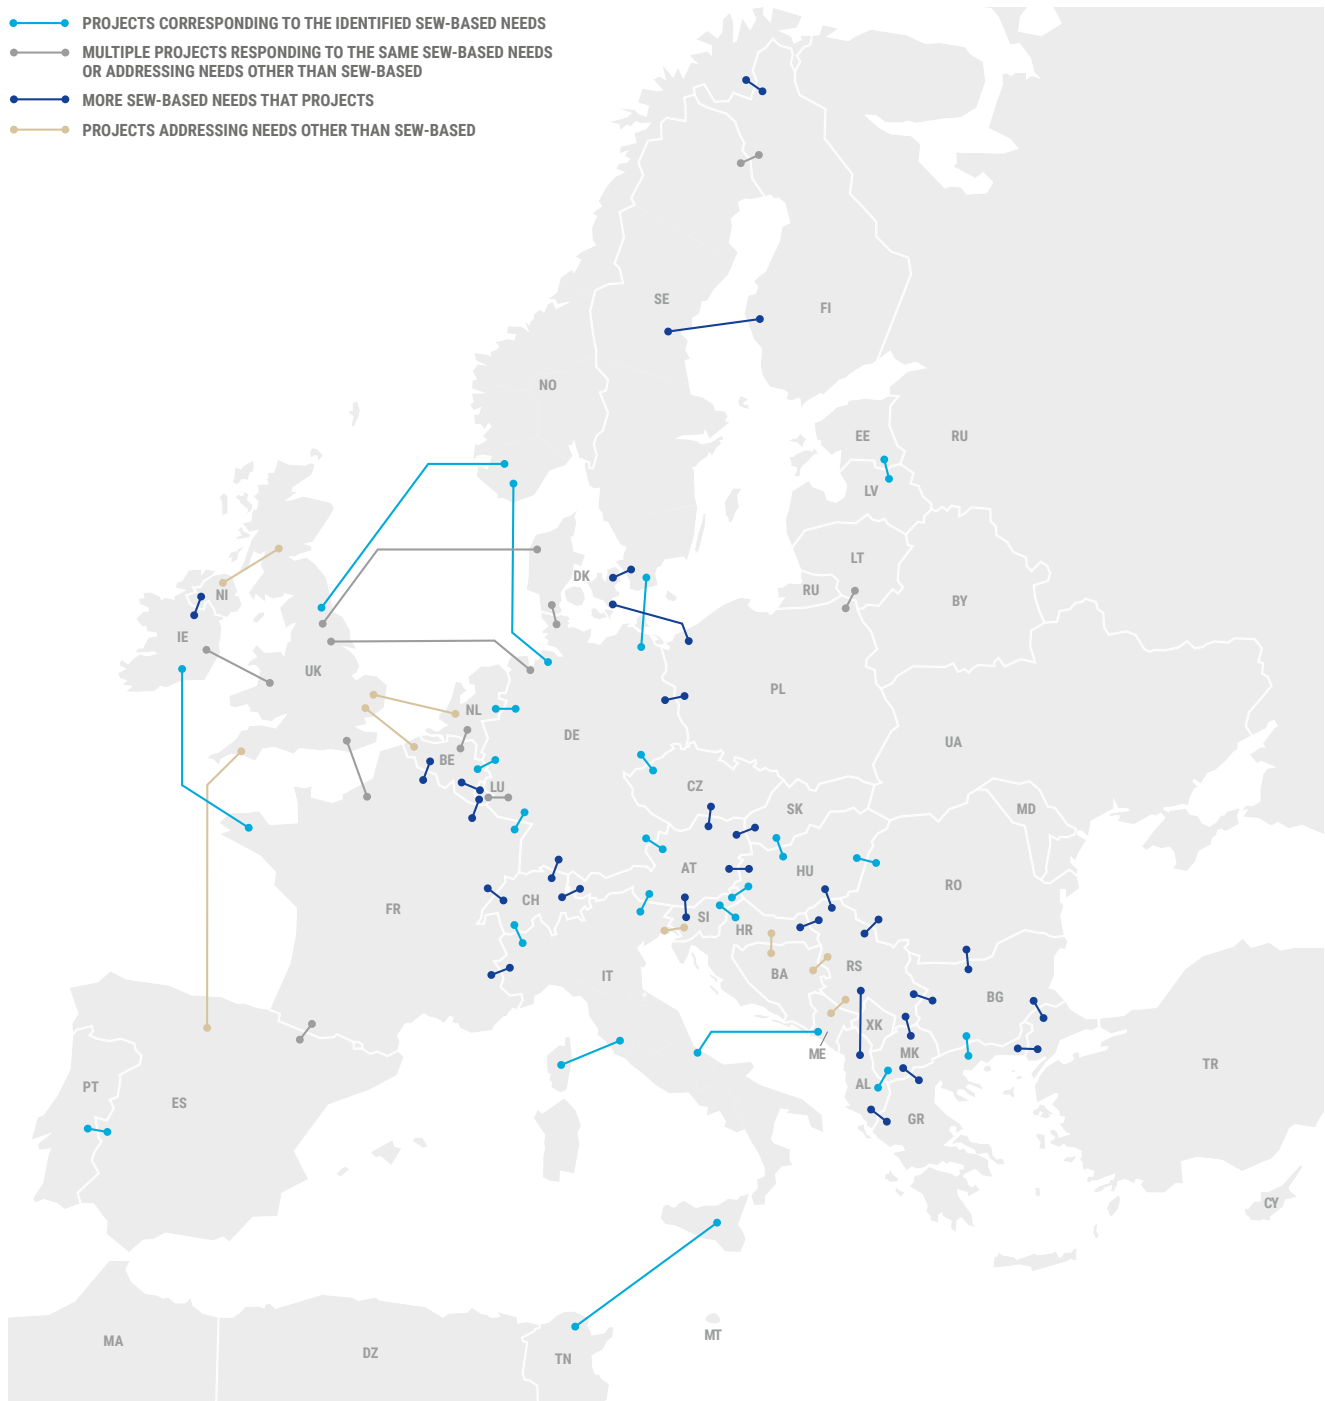 PROJECTS CORRESPONDING TO THE IDENTIFIED SEW-BASED NEEDS
MULTIPLE PROJECTS RESPONDING TO THE SAME SEW-BASED NEEDS
OR ADDRESSING NEEDS OTHER THAN SEW-BASED
MORE SEW-BASED NEEDS THAT PROJECTS
PROJECTS ADDRESSING NEEDS OTHER THAN SEW-BASED
SE
FI
NO
EE
RU
LV
LT
DK
RU
NI
BY
IE
UK
PL
NL
DE
UA
BE
CZ
LU
SK
MD
AT
HU
RO
CH
FR
SI
HR
RS
BA
IT
BG
XK
ME
MK
TR
PT
AL
ES
GR
CY
MT
MA
DZ
TN